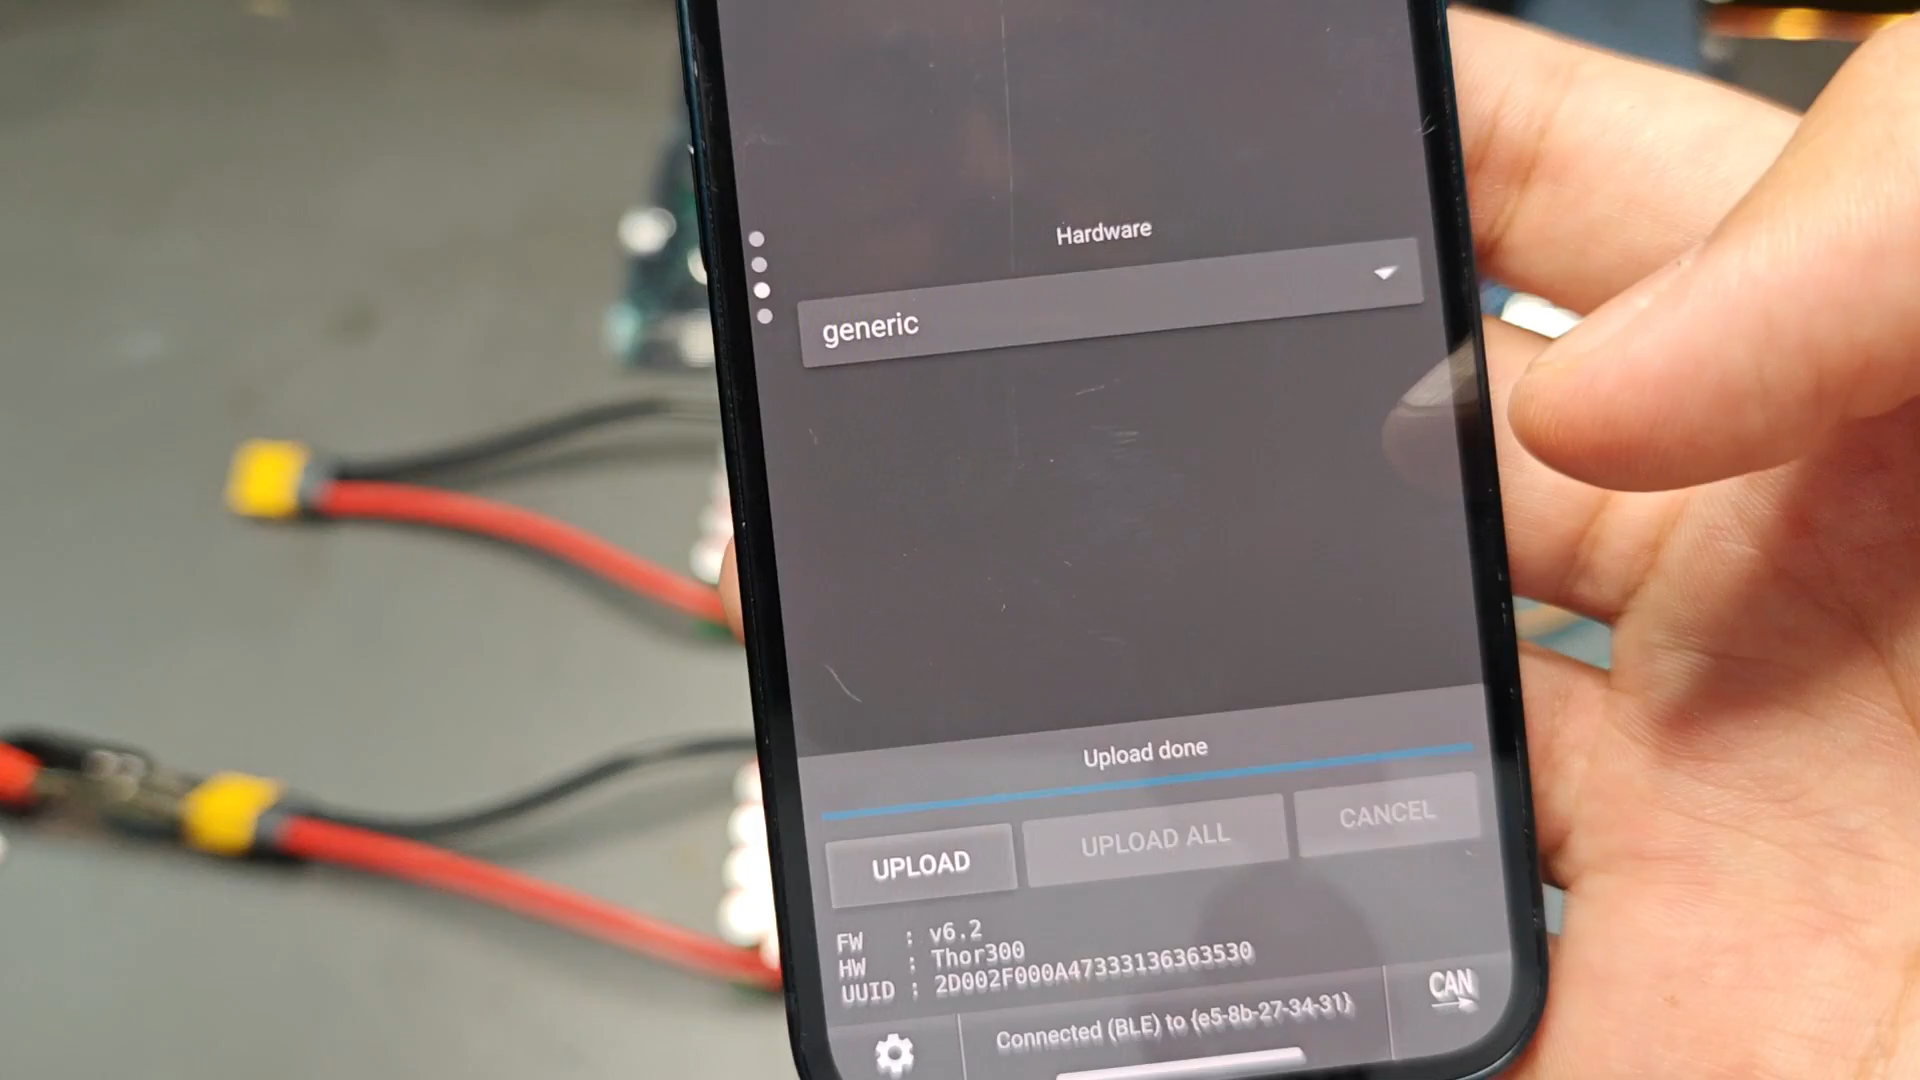 Hardware
generic
Upload done
UPLOAD
UPLOAD ALL
CANCEL
FW : v6.2
HW : Thor300
UUID : 2D002F000A47333136363530
Connected (BLE) to {e5-8b-27-34-31}
CAN